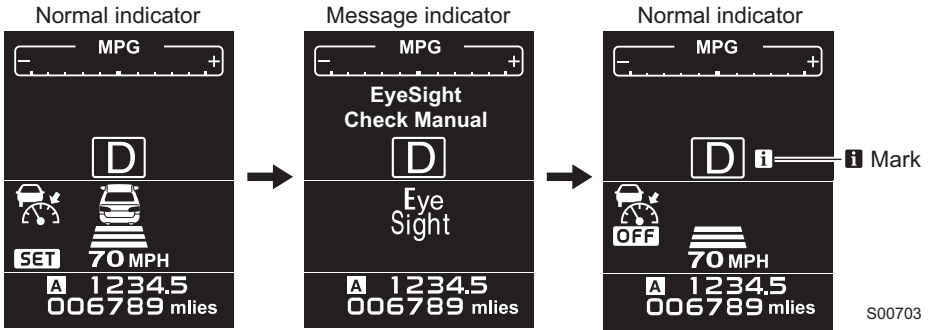 Normal indicator
MPG
− +
D
SET
70 MPH
A 1234.5
006789 mlies
Message indicator
MPG
− +
EyeSight
Check Manual
D
Eye
Sight
A 1234.5
006789 mlies
Normal indicator
MPG
− +
D i
i Mark
OFF
70 MPH
A 1234.5
006789 mlies
S00703